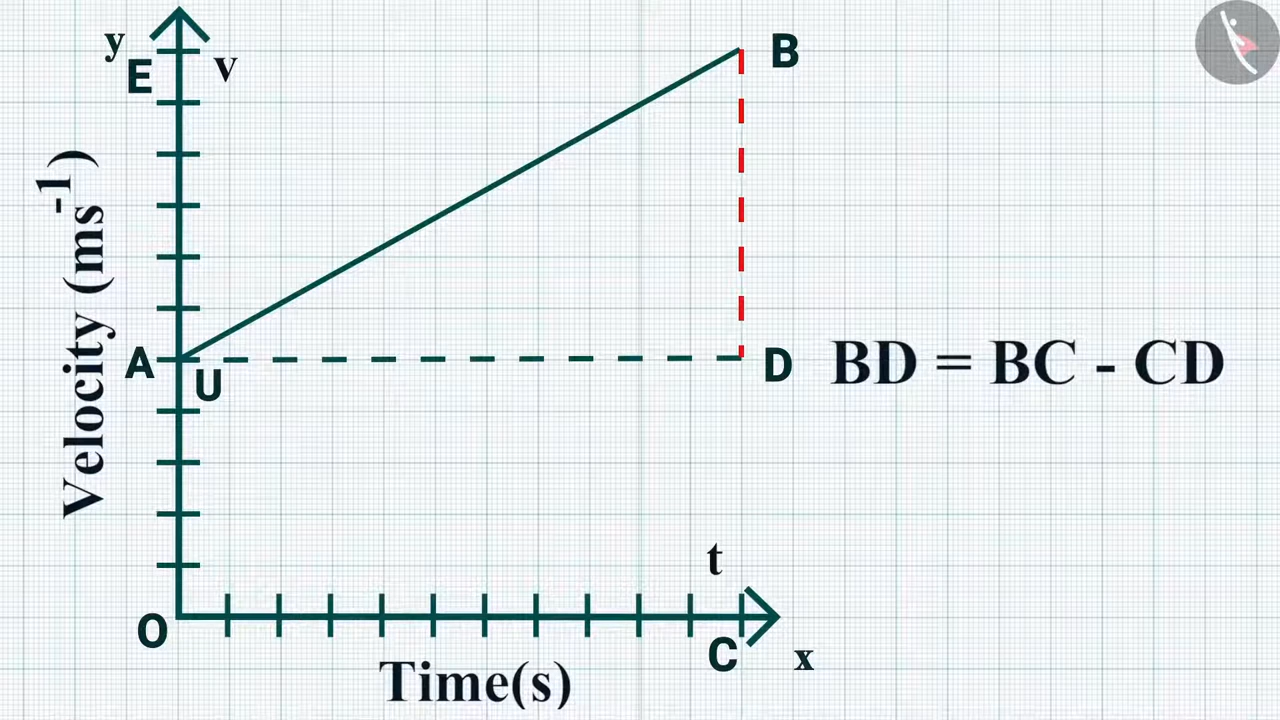 y
E
v
B
Velocity (ms-1)
A
U
D
BD = BC - CD
t
O
C
x
Time(s)